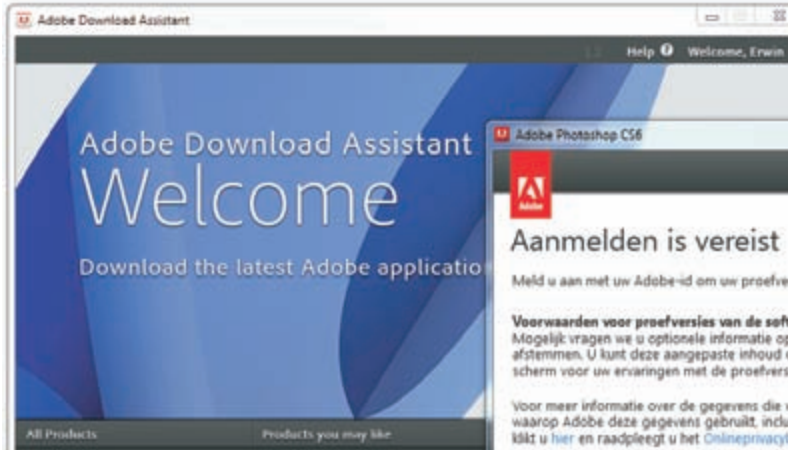 Adobe Download Assistant
Help ? Welcome, Erwin
Adobe Download Assistant
Welcome
Download the latest Adobe applicatio
All Products
Products you may like
Adobe Photoshop CS6
Adobe
Aanmelden is vereist
Meld u aan met uw Adobe-id om uw proefve
Voorwaarden voor proefversies van de soft
Mogelijk vragen we u optionele informatie op
afstemmen. U kunt deze aangepaste inhoud
scherm voor uw ervaringen met de proefvers
Voor meer informatie over de gegevens die
waarop Adobe deze gegevens gebruikt, inclu
klikt u hier en raadpleegt u het Onlineprivacyb